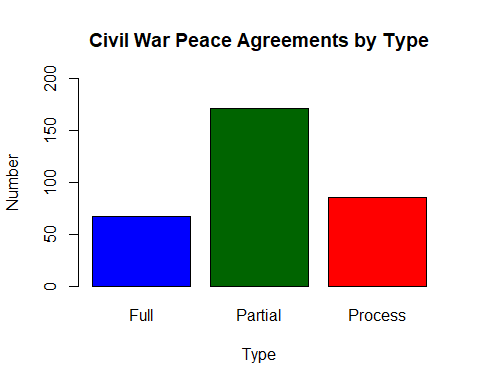 Civil War Peace Agreements by Type
200
150
100
50
0
Number
Full Partial Process
Type